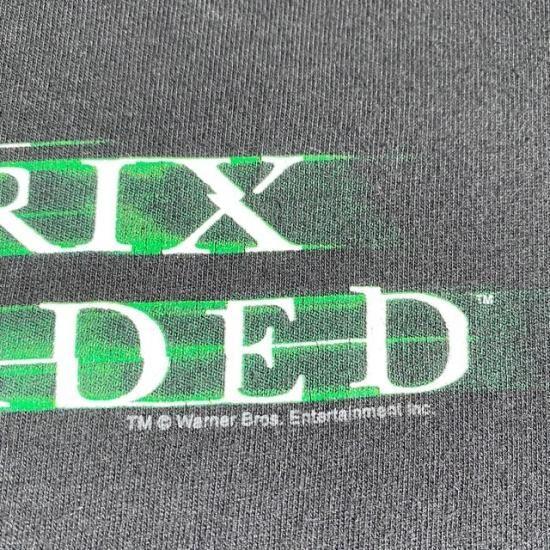 RIX
DED™
TM © Warner Bros. Entertainment Inc.